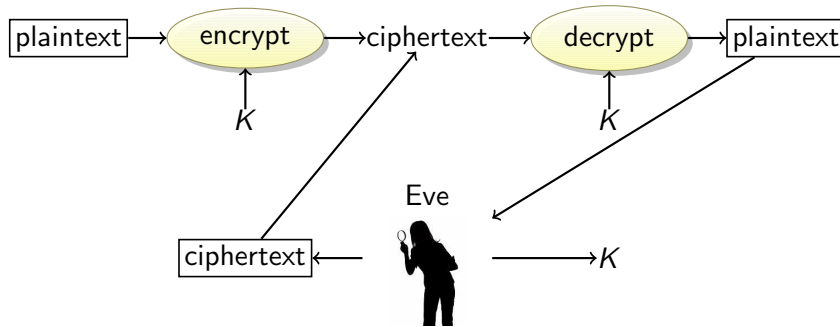 plaintext encrypt ciphertext decrypt plaintext
K K
Eve
ciphertext K